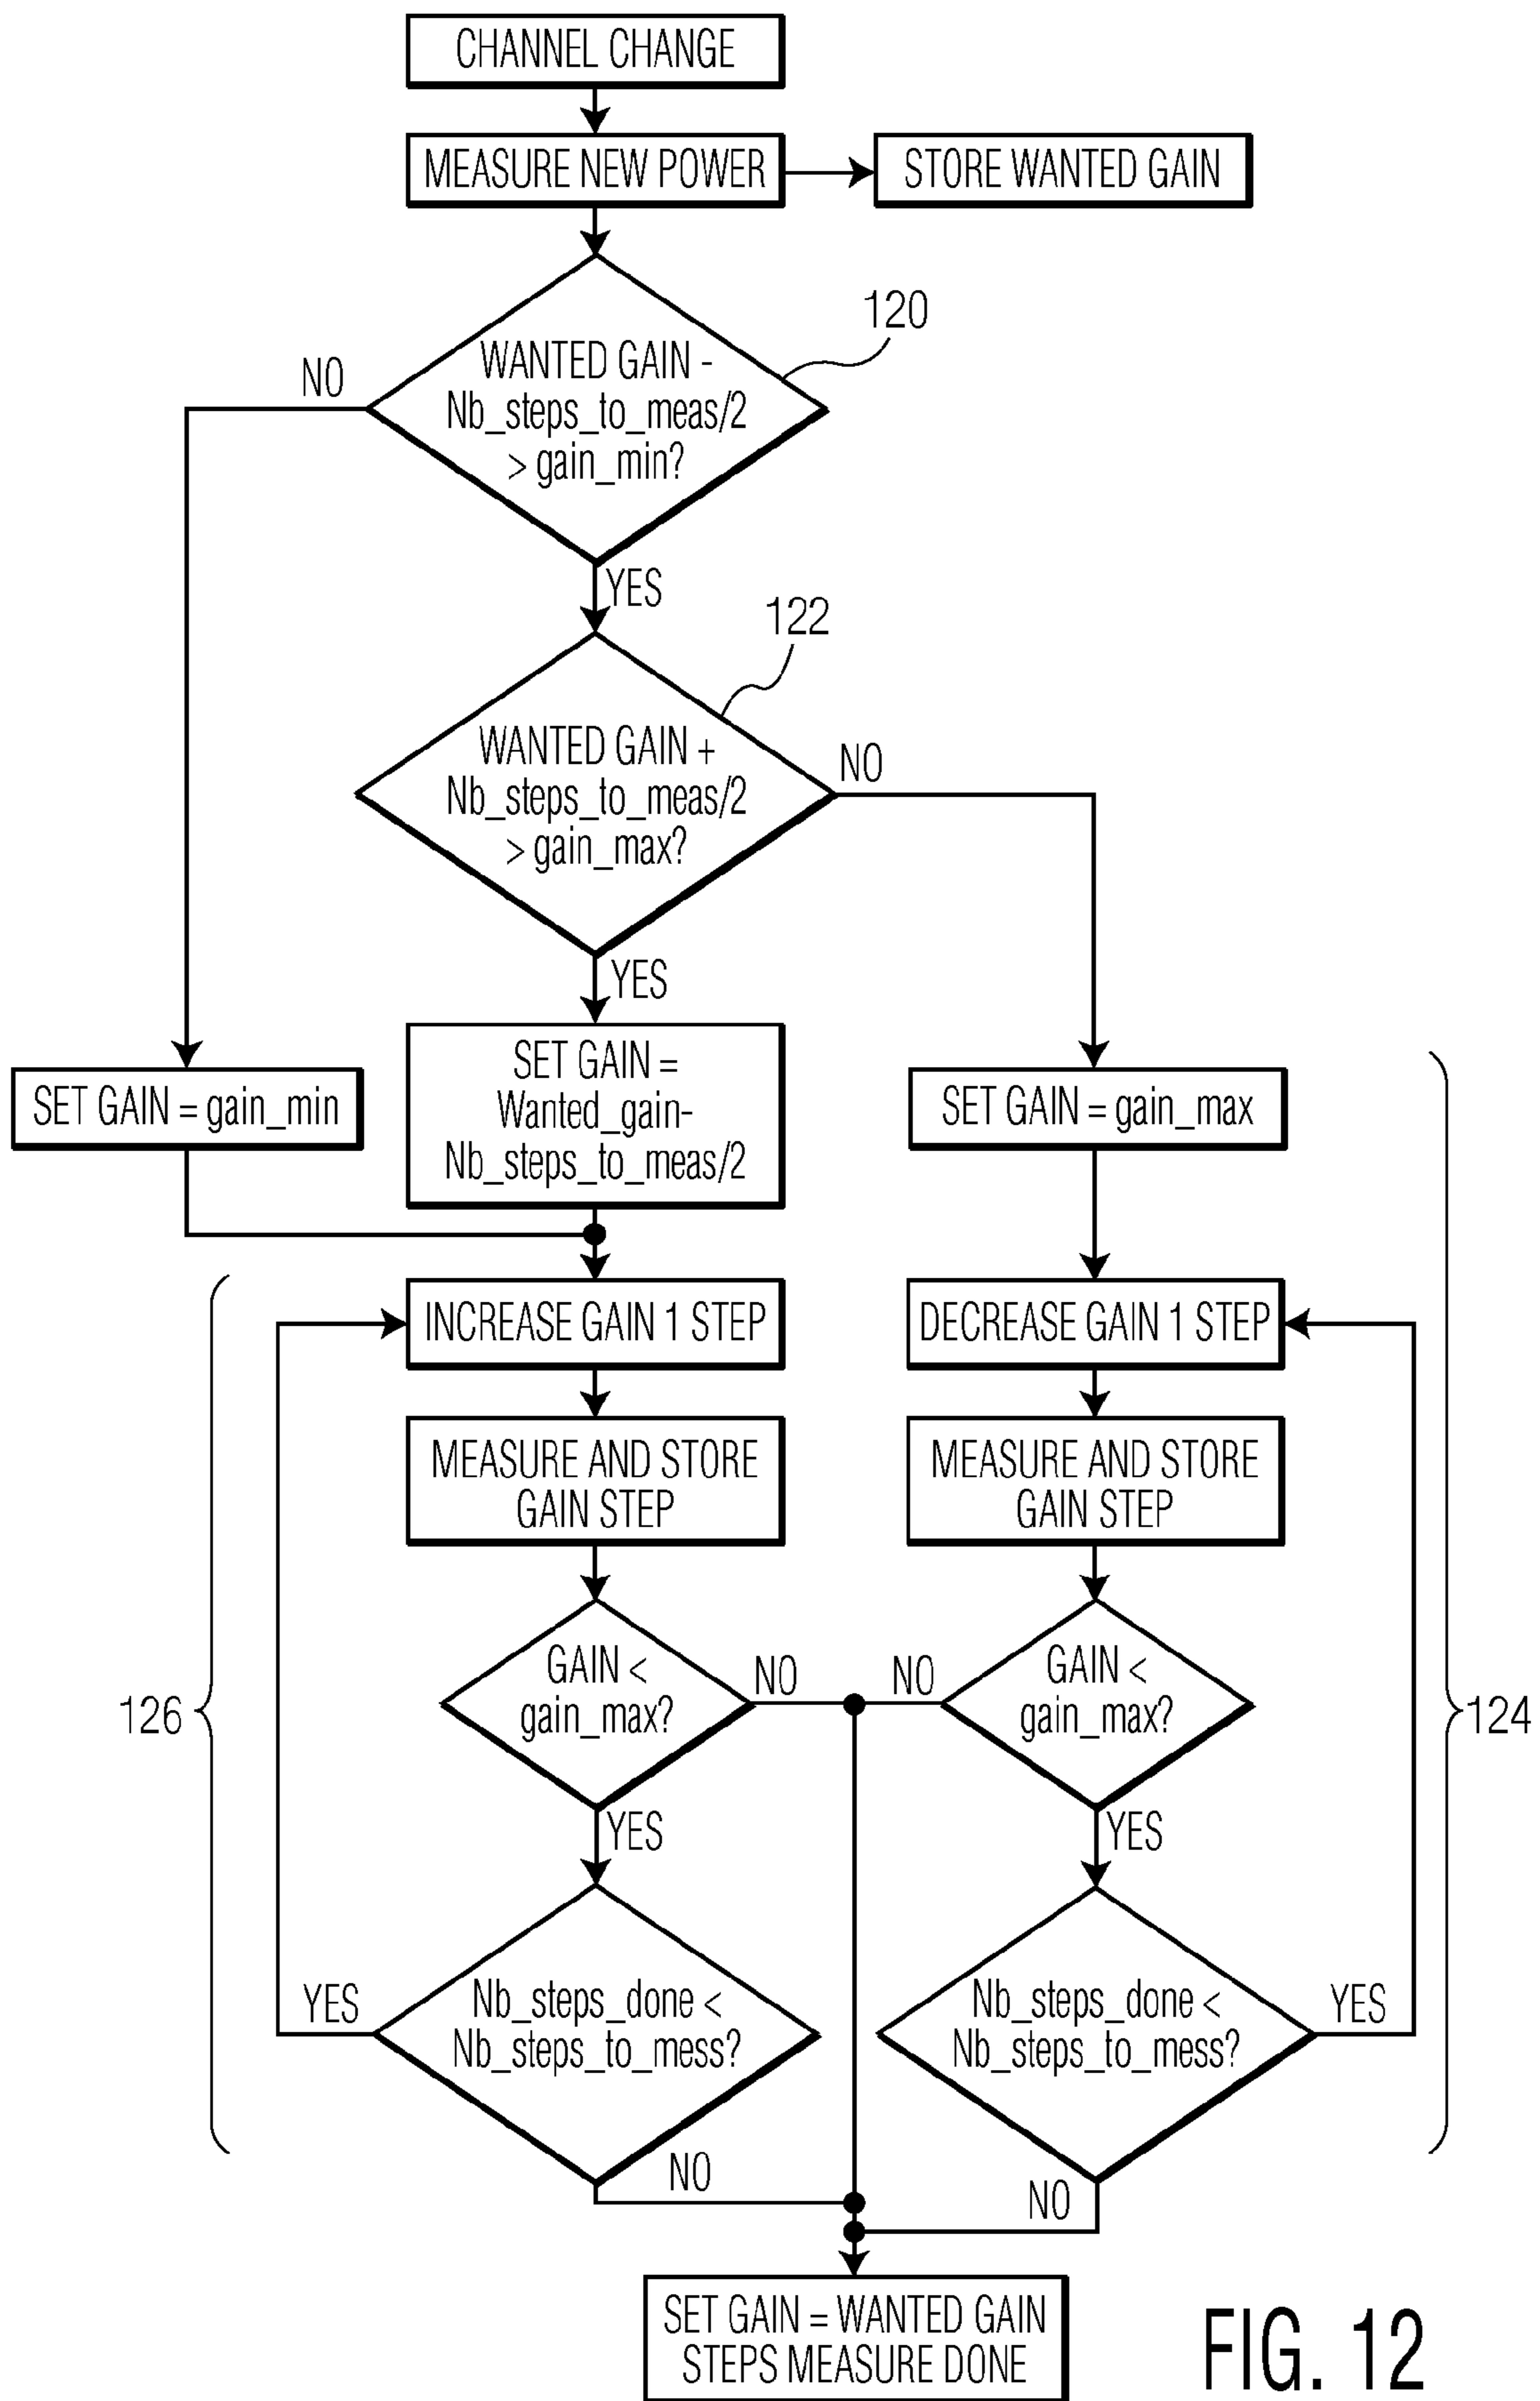 CHANNEL CHANGE
MEASURE NEW POWER
STORE WANTED GAIN
120
WANTED GAIN -
Nb_steps_to_meas/2
> gain_min?
NO
YES
122
WANTED GAIN +
Nb_steps_to_meas/2
> gain_max?
NO
YES
SET GAIN = gain_min
SET GAIN =
Wanted_gain-
Nb_steps_to_meas/2
SET GAIN = gain_max
INCREASE GAIN 1 STEP
DECREASE GAIN 1 STEP
MEASURE AND STORE
GAIN STEP
MEASURE AND STORE
GAIN STEP
126
GAIN <
gain_max?
NO
NO
GAIN <
gain_max?
124
YES
YES
YES
Nb_steps_done <
Nb_steps_to_mess?
Nb_steps_done <
Nb_steps_to_mess?
YES
NO
NO
SET GAIN = WANTED GAIN
STEPS MEASURE DONE
FIG. 12